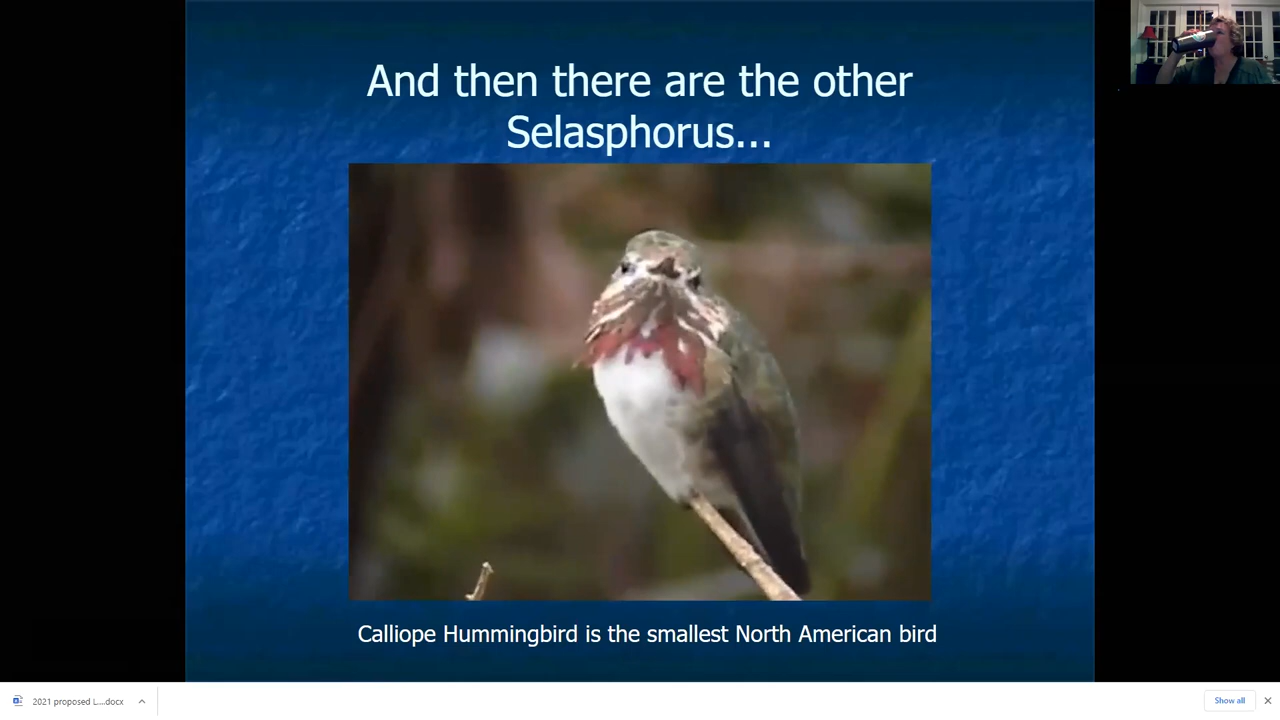 And then there are the other
Selasphorus...
Calliope Hummingbird is the smallest North American bird
2021 proposed L....docx
Show all